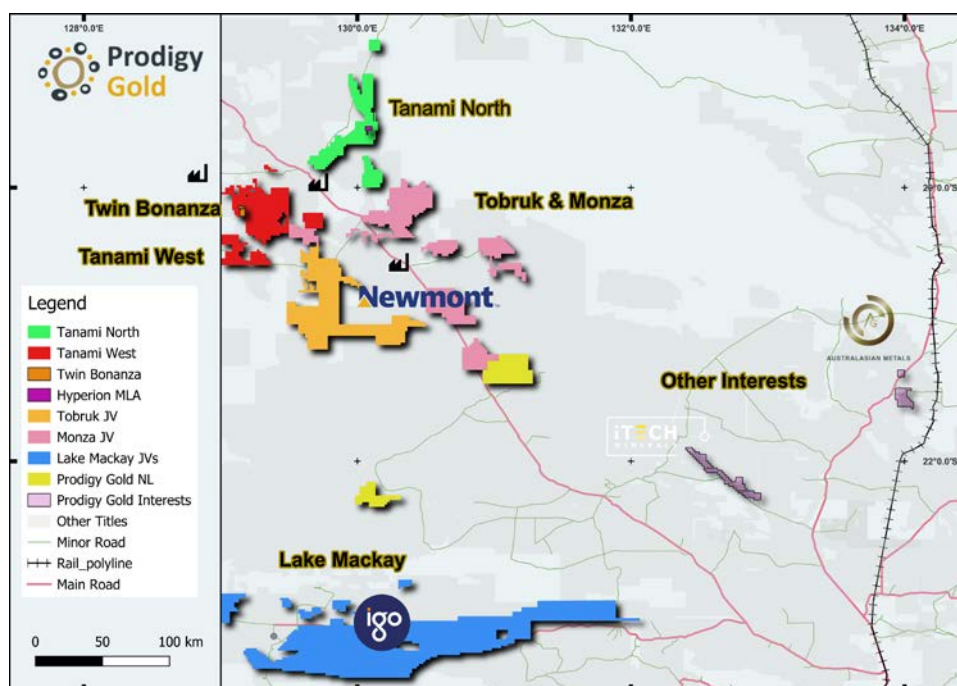 128°0.0'E
130°0.0'E
132°0.0'E
134°0.0'E
Prodigy
Gold
Tanami North
Twin Bonanza
Tobruk & Monza
Tanami West
Newmont
AUSTRALASIAN METALS
Other Interests
iTECH
MINERALS
22°0.0'S
Lake Mackay
igo
Legend
Tanami North
Tanami West
Twin Bonanza
Hyperion MLA
Tobruk JV
Monza JV
Lake Mackay JVs
Prodigy Gold NL
Prodigy Gold Interests
Other Titles
Minor Road
Rail_polyline
Main Road
0 50 100 km